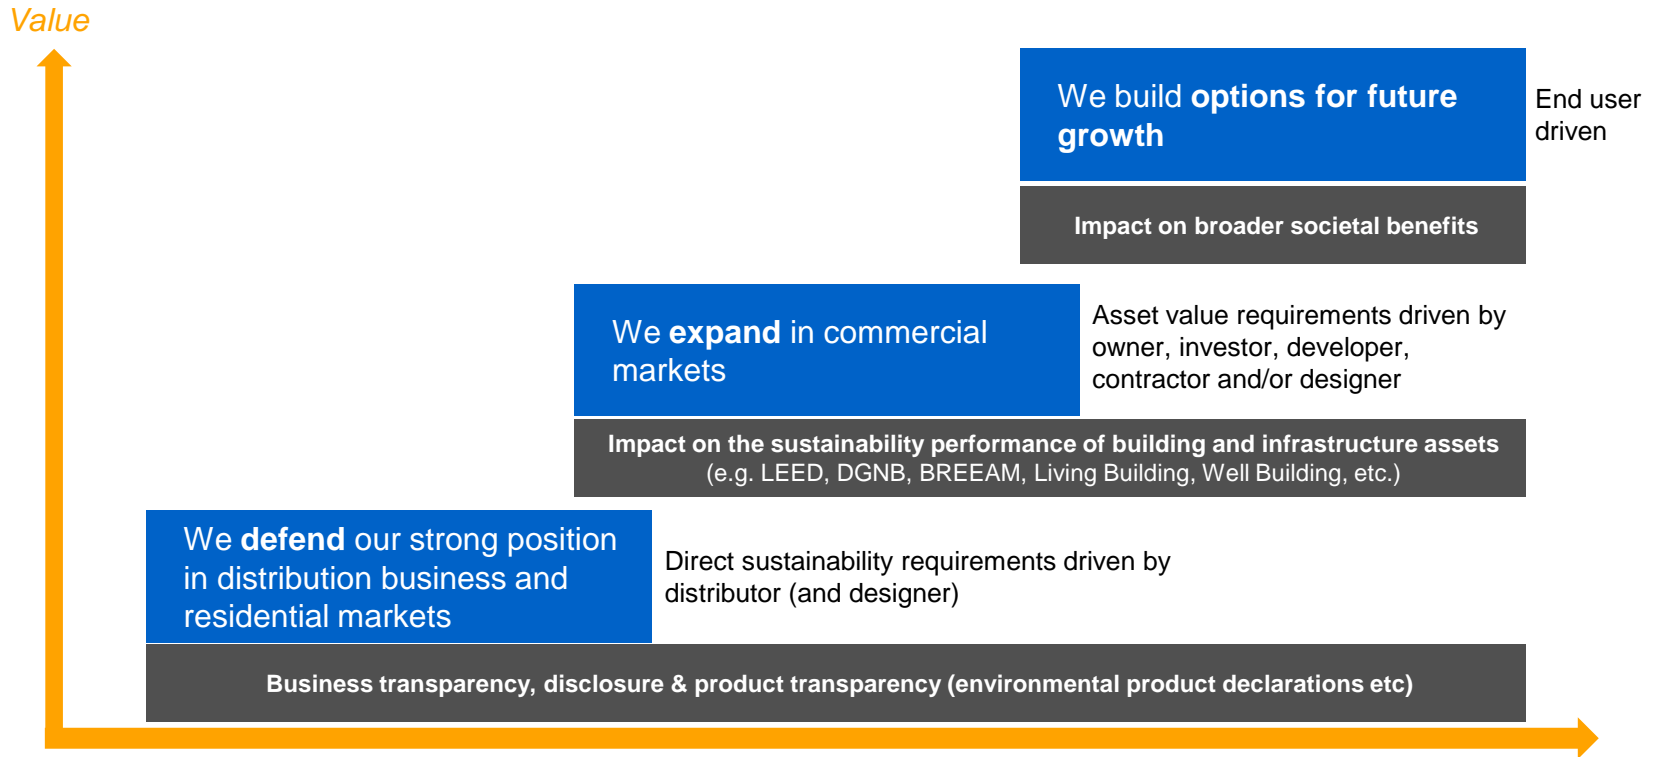 Value
We build options for future
growth
End user
driven
Impact on broader societal benefits
We expand in commercial
markets
Asset value requirements driven by
owner, investor, developer,
contractor and/or designer
Impact on the sustainability performance of building and infrastructure assets
(e.g. LEED, DGNB, BREEAM, Living Building, Well Building, etc.)
We defend our strong position
in distribution business and
residential markets
Direct sustainability requirements driven by
distributor (and designer)
Business transparency, disclosure & product transparency (environmental product declarations etc)